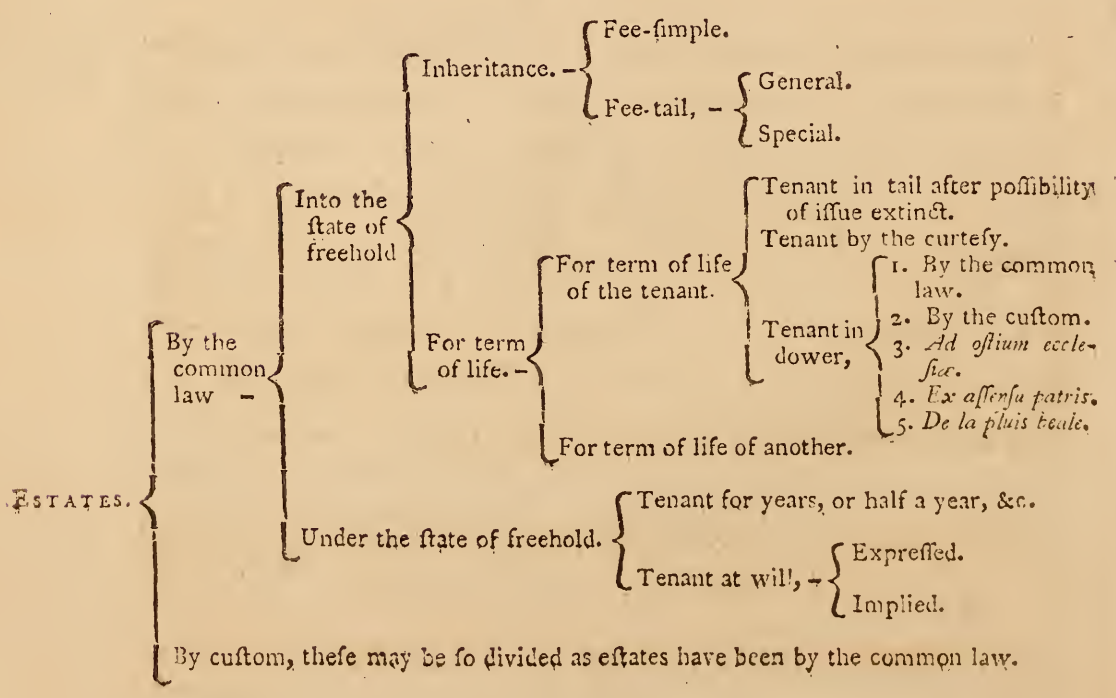 Fee-ſimple.
Inheritance. –
General.
Fee-tail, –
Special.
Into the
ſtate of
freehold
Tenant in tail after poſſibility
of iſſue extinct.
Tenant by the curteſy.
For term of life
of the tenant.
1. By the common
law.
Tenant in
dower,
2. By the cuſtom.
3. Ad oſtium eccle-
ſiæ.
4. Ex aſſenſu patris.
5. De la pluis beale.
By the
common
law –
For term
of life. –
For term of life of another.
ESTATES.
Tenant for years, or half a year, &c.
Under the ſtate of freehold.
Expreſſed.
Tenant at will, –
Implied.
By cuſtom, theſe may be ſo divided as eſtates have been by the common law.